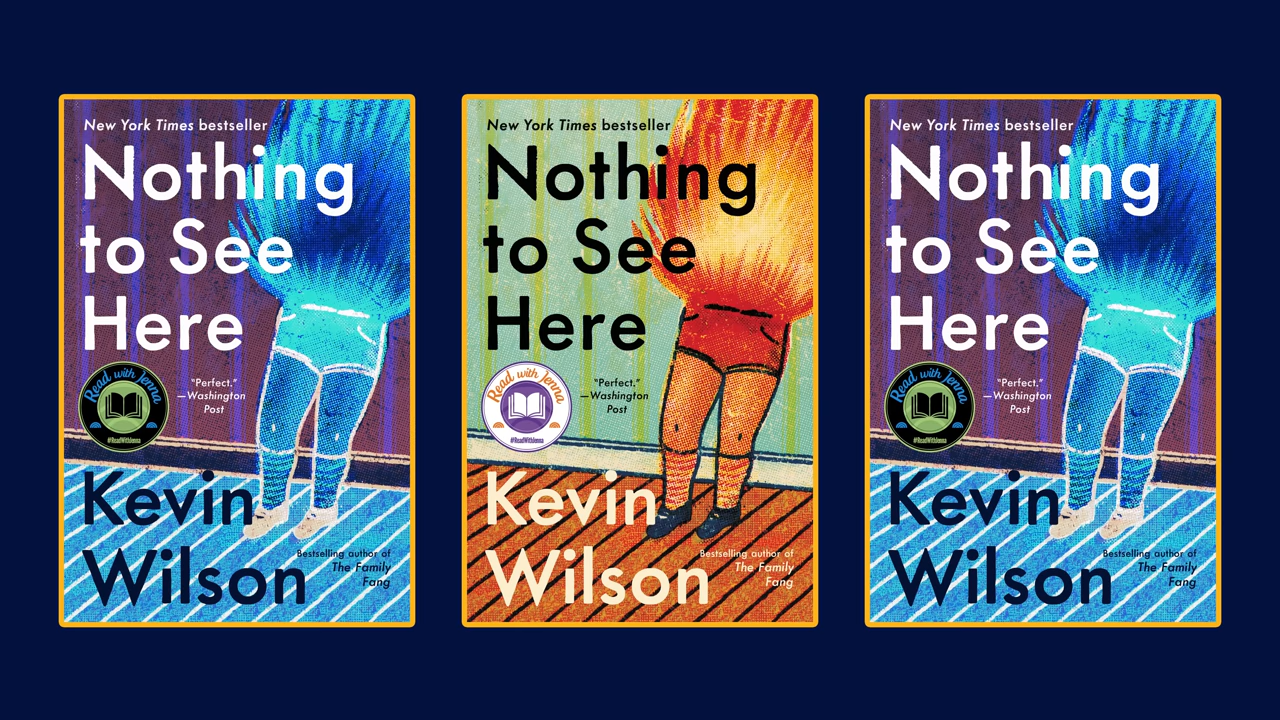 New York Times bestseller
Nothing
to See
Here
Read with Jenna
#ReadWithJenna
"Perfect."
—Washington
Post
Kevin
Wilson
Bestselling author of
The Family
Fang
New York Times bestseller
Nothing
to See
Here
Read with Jenna
#ReadWithJenna
"Perfect."
—Washington
Post
Kevin
Wilson
Bestselling author of
The Family
Fang
New York Times bestseller
Nothing
to See
Here
Read with Jenna
#ReadWithJenna
"Perfect."
—Washington
Post
Kevin
Wilson
Bestselling author of
The Family
Fang